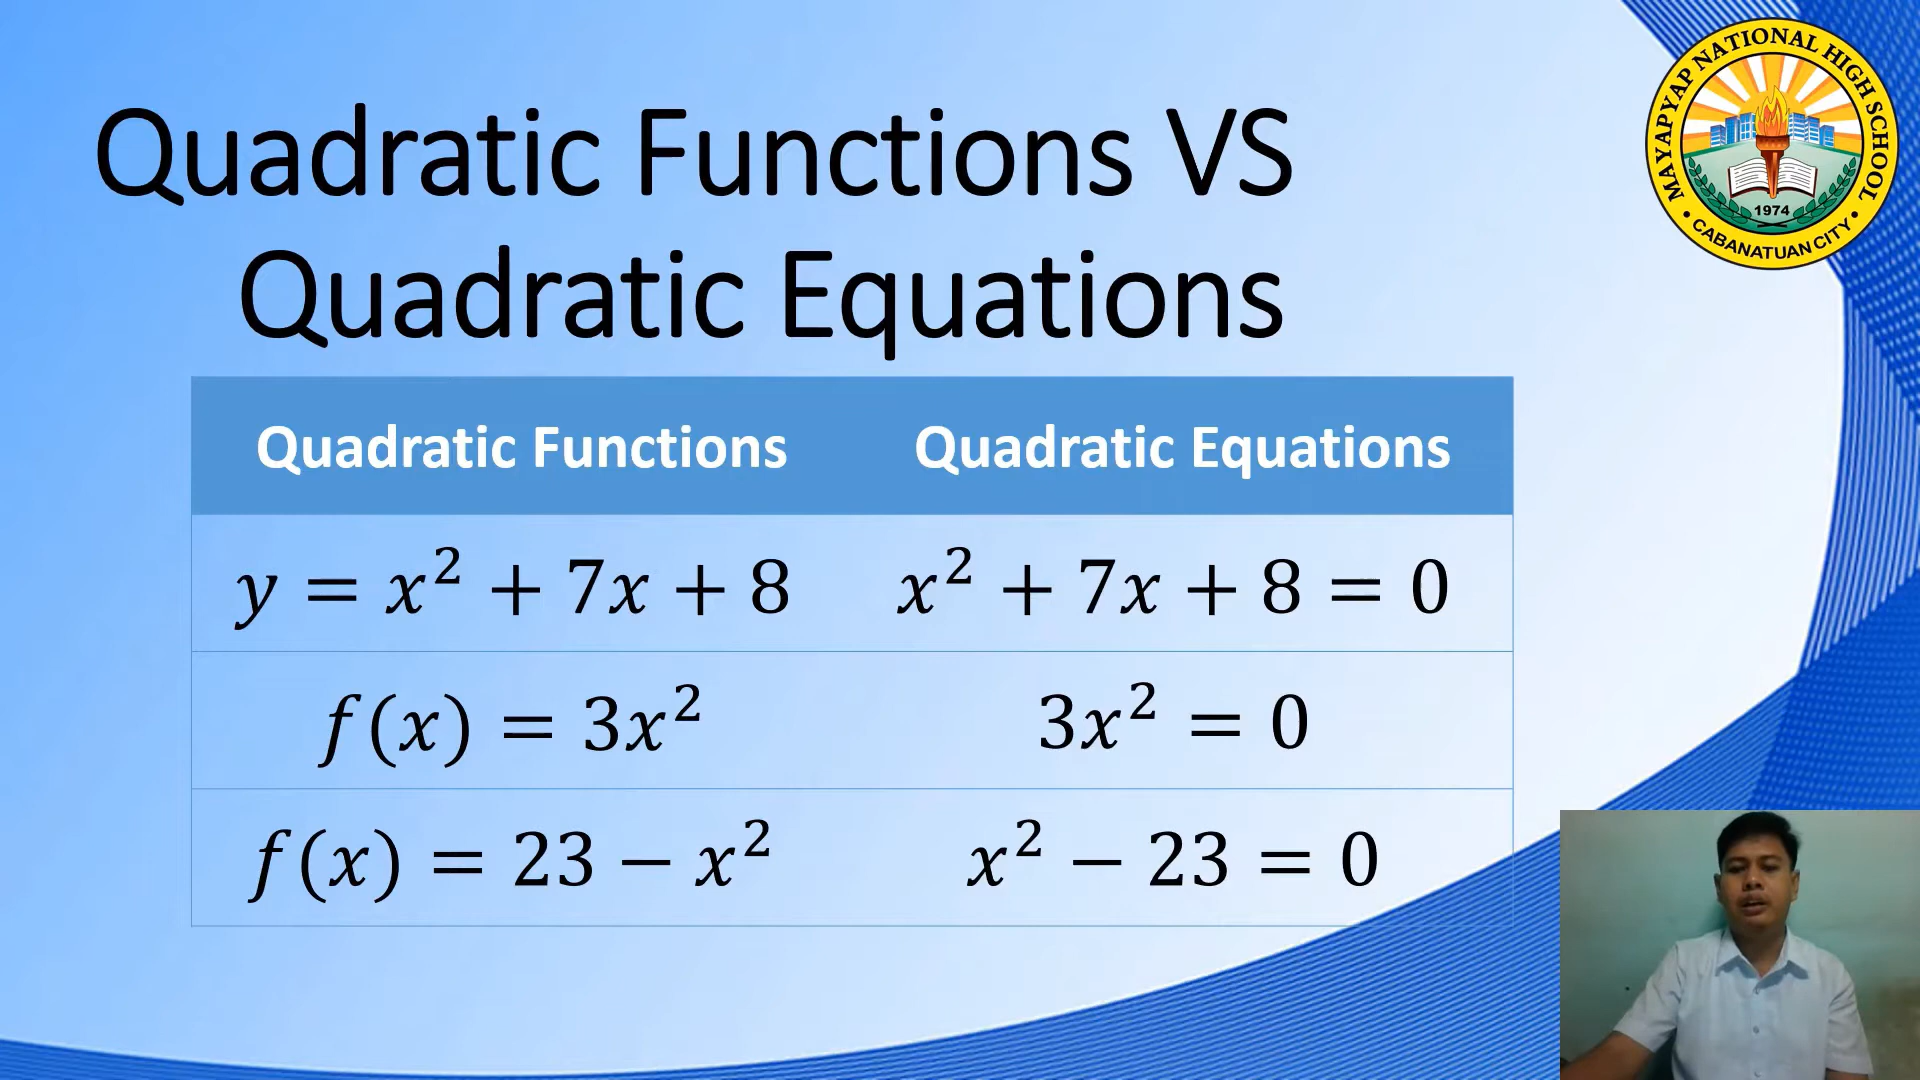 Quadratic Functions VS
Quadratic Equations
MAYAPYAP NATIONAL HIGH SCHOOL
1974
• CABANATUAN CITY •
Quadratic Functions Quadratic Equations
y = x² + 7x + 8 x² + 7x + 8 = 0
f(x) = 3x² 3x² = 0
f(x) = 23 − x² x² − 23 = 0